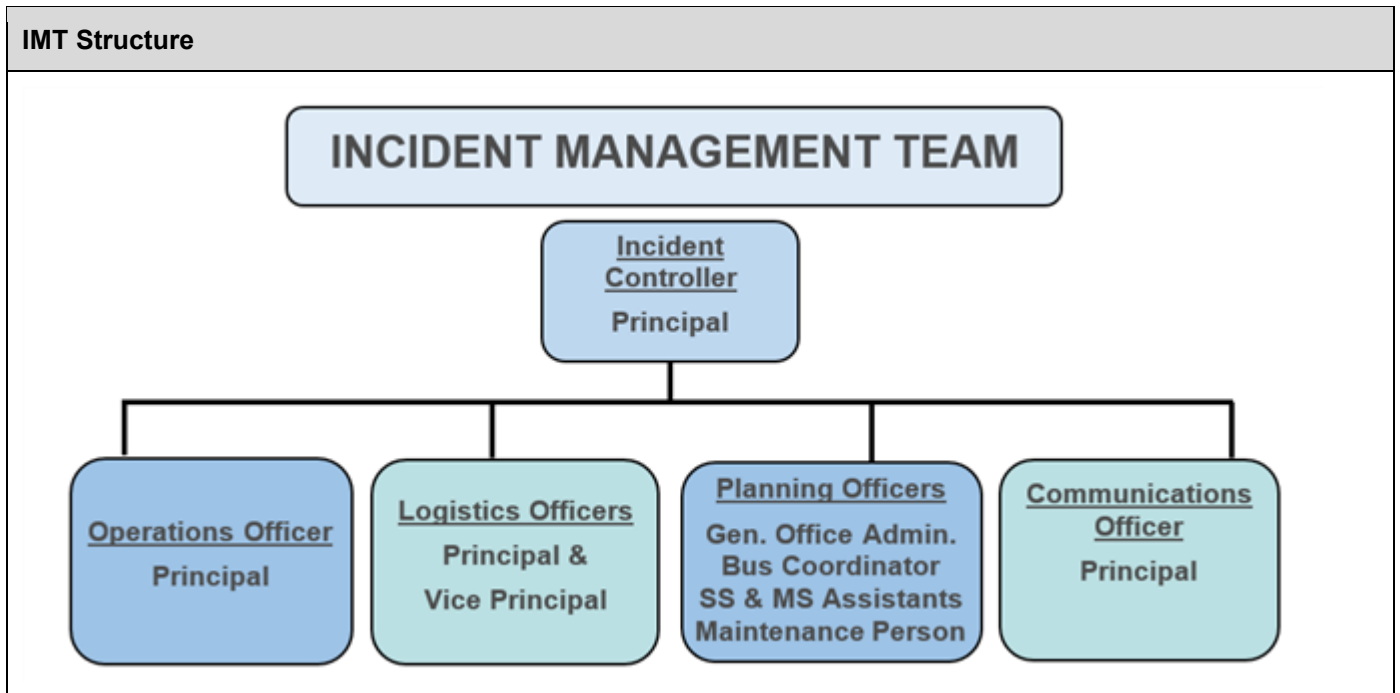 IMT Structure
INCIDENT MANAGEMENT TEAM
Incident
Controller
Principal
Operations Officer
Principal
Logistics Officers
Principal &
Vice Principal
Planning Officers
Gen. Office Admin.
Bus Coordinator
SS & MS Assistants
Maintenance Person
Communications
Officer
Principal